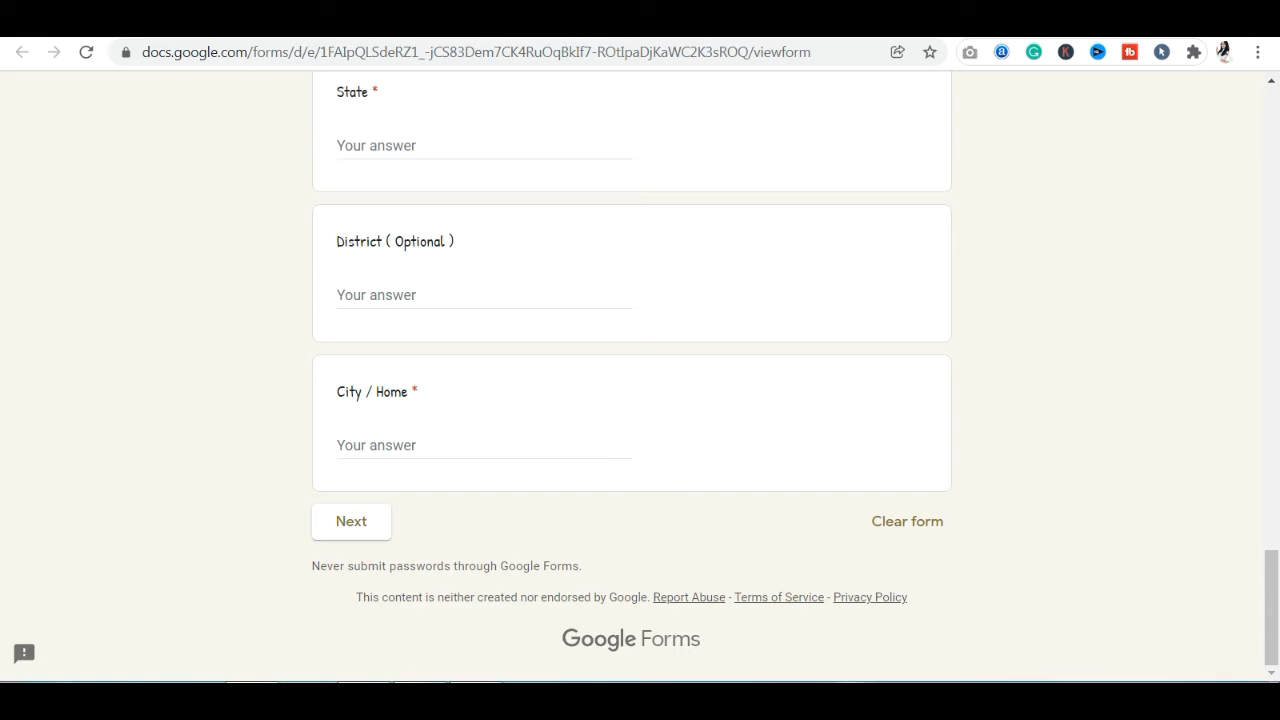 docs.google.com/forms/d/e/1FAIpQLSdeRZ1_-jCS83Dem7CK4RuOqBkIf7-ROtIpaDjKaWC2K3sROQ/viewform
State *
Your answer
District ( Optional )
Your answer
City / Home *
Your answer
Next
Clear form
Never submit passwords through Google Forms.
This content is neither created nor endorsed by Google. Report Abuse - Terms of Service - Privacy Policy
Google Forms